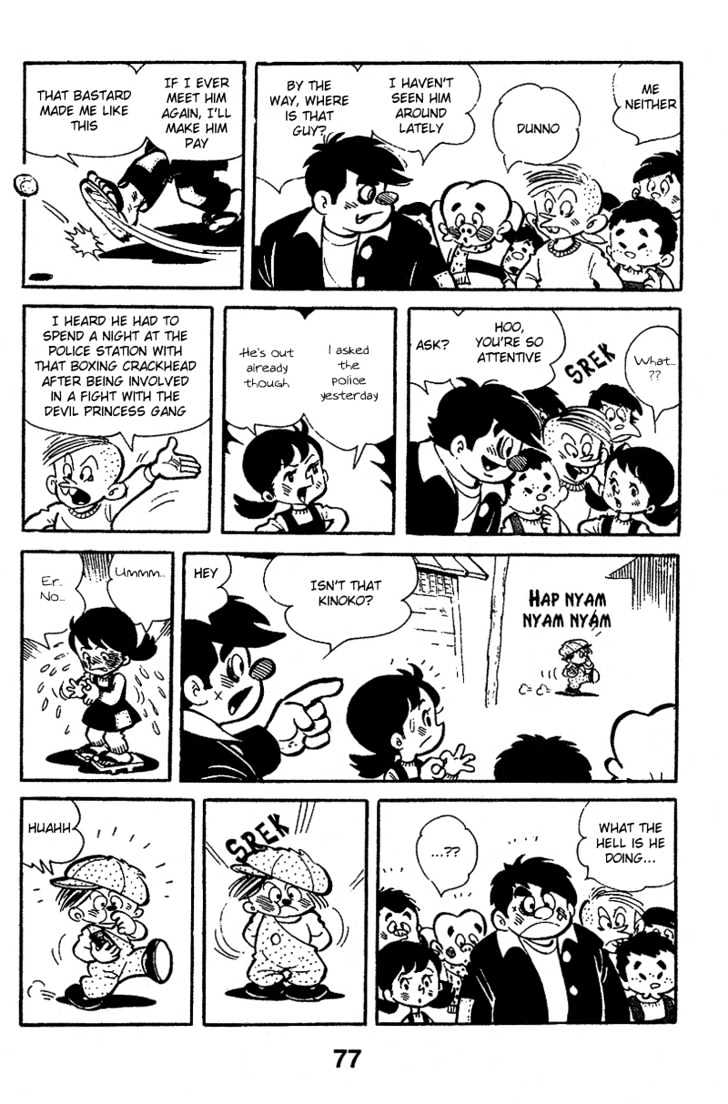 THAT BASTARD
MADE ME LIKE
THIS
IF I EVER
MEET HIM
AGAIN, I'LL
MAKE HIM
PAY
BY THE
WAY, WHERE
IS THAT
GUY?
I HAVEN'T
SEEN HIM
AROUND
LATELY
DUNNO
ME
NEITHER
I HEARD HE HAD TO
SPEND A NIGHT AT THE
POLICE STATION WITH
THAT BOXING CRACKHEAD
AFTER BEING INVOLVED
IN A FIGHT WITH THE
DEVIL PRINCESS GANG
He's out
already
though
I asked
the
police
yesterday
ASK?
HOO,
YOU'RE SO
ATTENTIVE
SREK
What..
??
Er..
No..
Ummm..
HEY
ISN'T THAT
KINOKO?
HAP NYAM
NYAM NYAM
HUAHH
SREK
...??
WHAT THE
HELL IS HE
DOING...
77